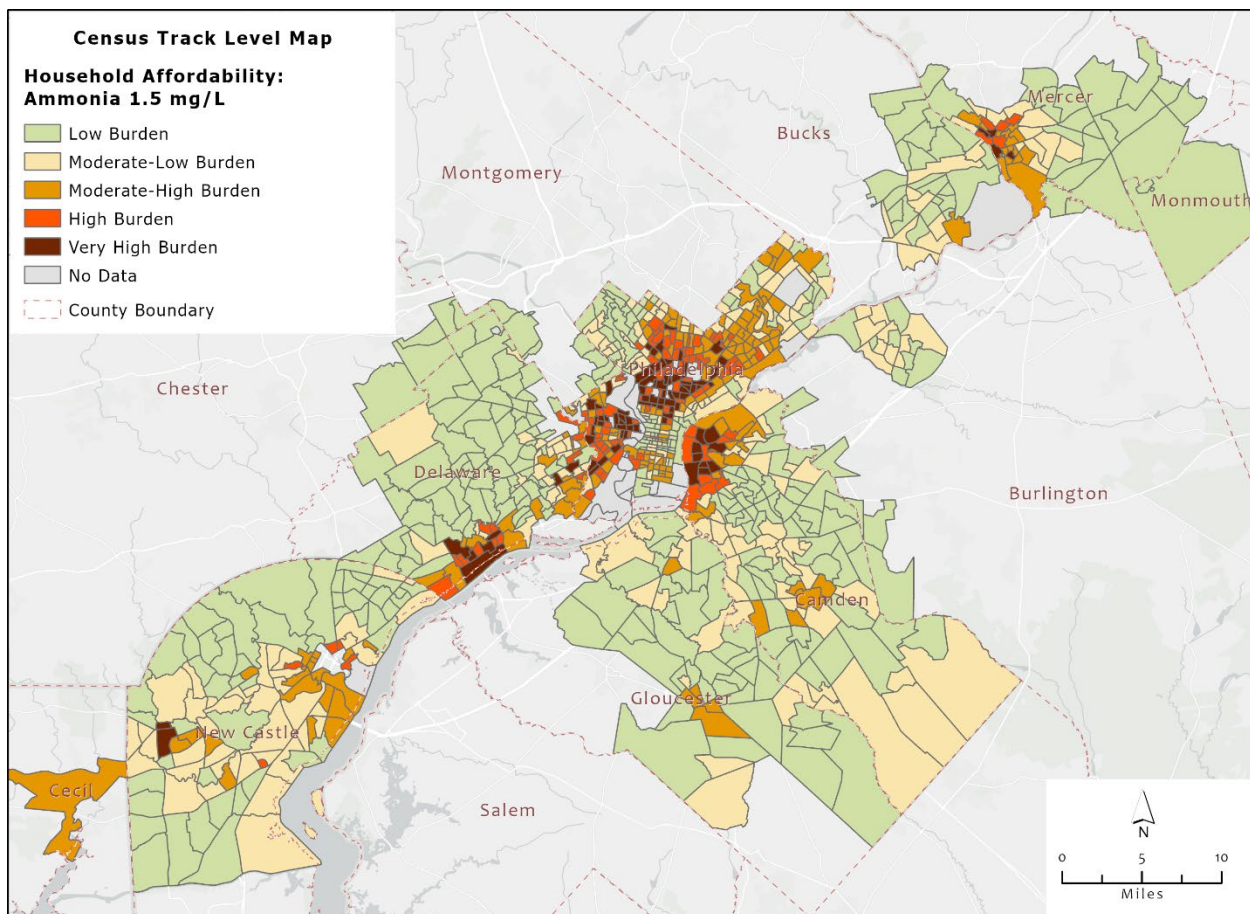 Census Track Level Map
Household Affordability:
Ammonia 1.5 mg/L
Low Burden
Moderate-Low Burden
Moderate-High Burden
High Burden
Very High Burden
No Data
County Boundary
Mercer
Bucks
Montgomery
Monmouth
Philadelphia
Chester
Delaware
Burlington
Camden
Gloucester
New Castle
Cecil
Salem
N
0 5 10
Miles